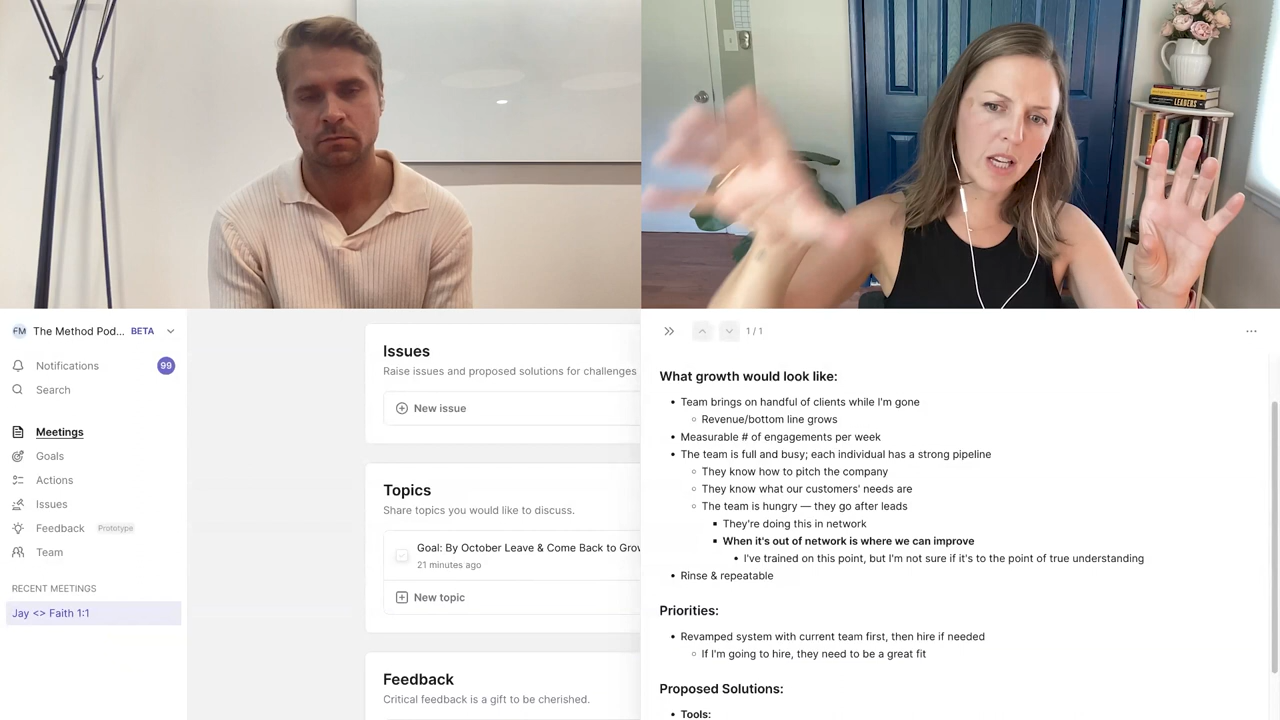 LEADERS
FM The Method Pod... BETA
Notifications 99
Search
Meetings
Goals
Actions
Issues
Feedback Prototype
Team
RECENT MEETINGS
Jay <> Faith 1:1
Issues
Raise issues and proposed solutions for challenges
New issue
Topics
Share topics you would like to discuss.
Goal: By October Leave & Come Back to Grow
21 minutes ago
New topic
Feedback
Critical feedback is a gift to be cherished.
1 / 1
What growth would look like:
• Team brings on handful of clients while I'm gone
◦ Revenue/bottom line grows
• Measurable # of engagements per week
• The team is full and busy; each individual has a strong pipeline
◦ They know how to pitch the company
◦ They know what our customers' needs are
◦ The team is hungry — they go after leads
▪ They're doing this in network
▪ When it's out of network is where we can improve
• I've trained on this point, but I'm not sure if it's to the point of true understanding
• Rinse & repeatable
Priorities:
• Revamped system with current team first, then hire if needed
◦ If I'm going to hire, they need to be a great fit
Proposed Solutions:
• Tools: